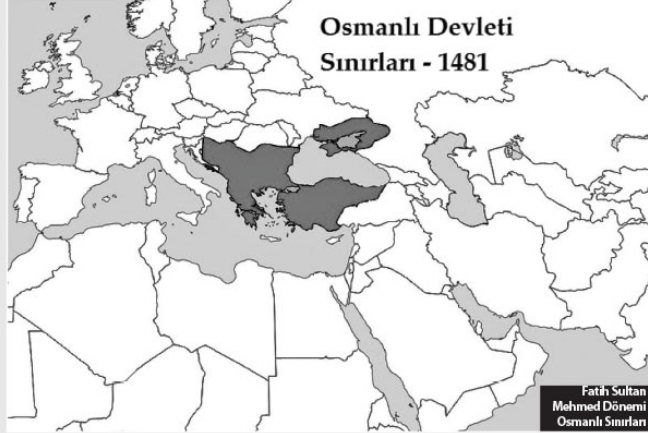 Osmanlı Devleti
Sınırları - 1481
Fatih Sultan
Mehmed Dönemi
Osmanlı Sınırları